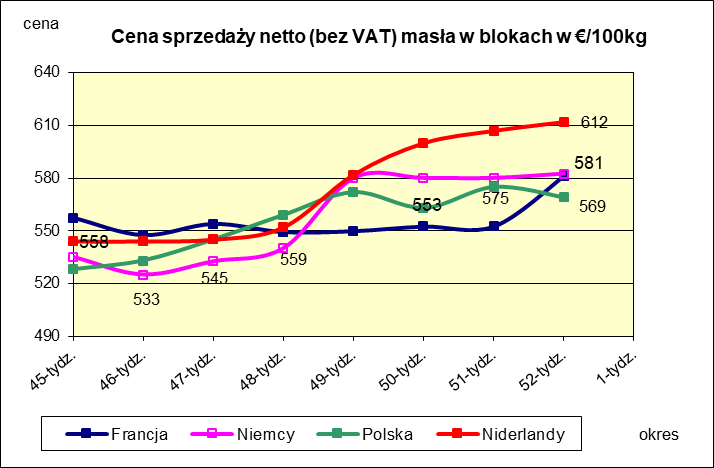 cena
Cena sprzedaży netto (bez VAT) masła w blokach w €/100kg
640
610
580
550
520
490
612
581
575
569
553
558
559
545
533
45-tydz.
46-tydz.
47-tydz.
48-tydz.
49-tydz.
50-tydz.
51-tydz.
52-tydz.
1-tydz.
Francja Niemcy Polska Niderlandy
okres